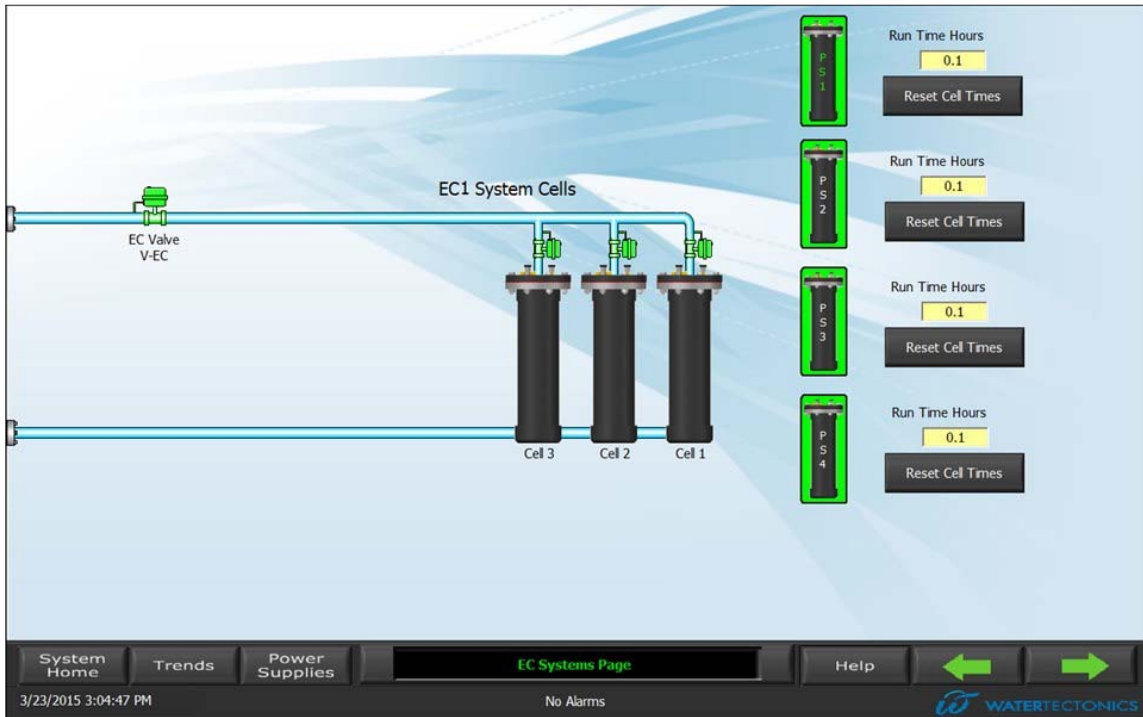 Run Time Hours
0.1
Reset Cell Times
P
S
1
Run Time Hours
0.1
Reset Cell Times
P
S
2
EC1 System Cells
EC Valve
V-EC
Run Time Hours
0.1
Reset Cell Times
P
S
3
Run Time Hours
0.1
Reset Cell Times
P
S
4
Cell 3
Cell 2
Cell 1
System
Home
Trends
Power
Supplies
EC Systems Page
Help
3/23/2015 3:04:47 PM
No Alarms
WATERTECTONICS